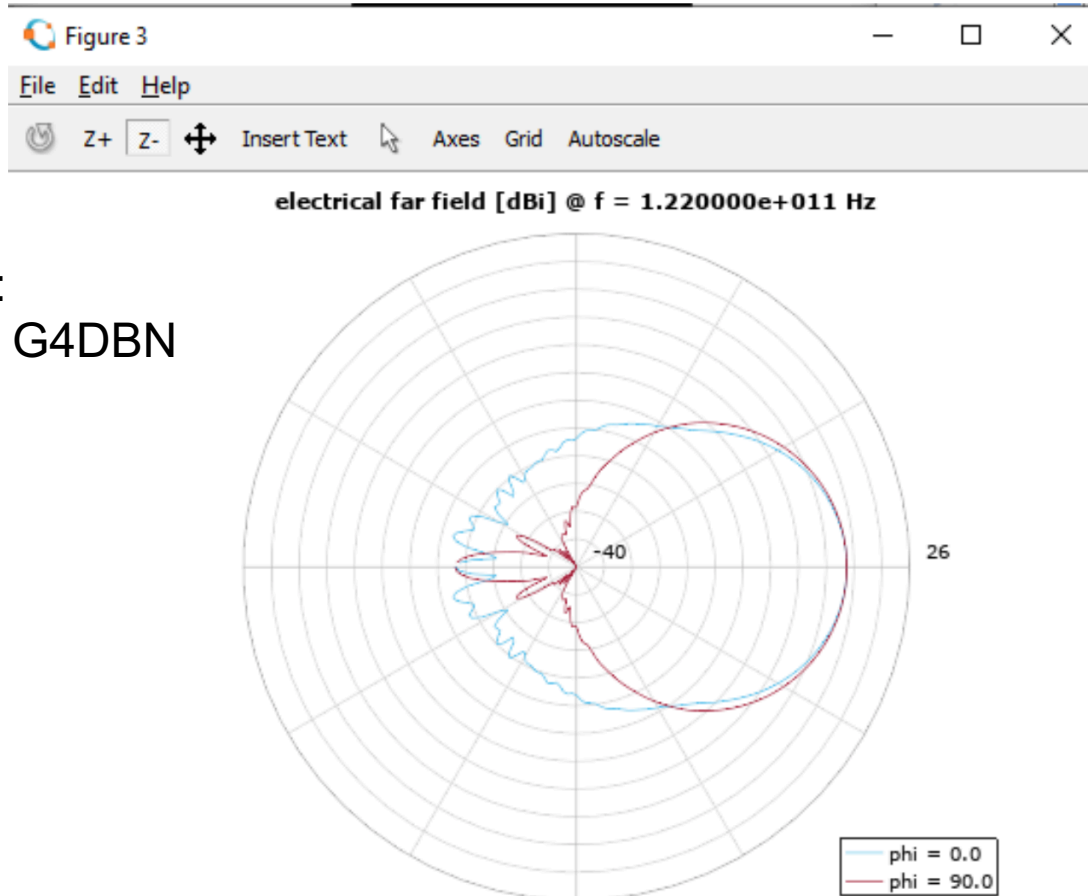 Figure 3
File Edit Help
Z+ Z- Insert Text Axes Grid Autoscale
electrical far field [dBi] @ f = 1.220000e+011 Hz
:
G4DBN
-40
26
phi = 0.0
phi = 90.0